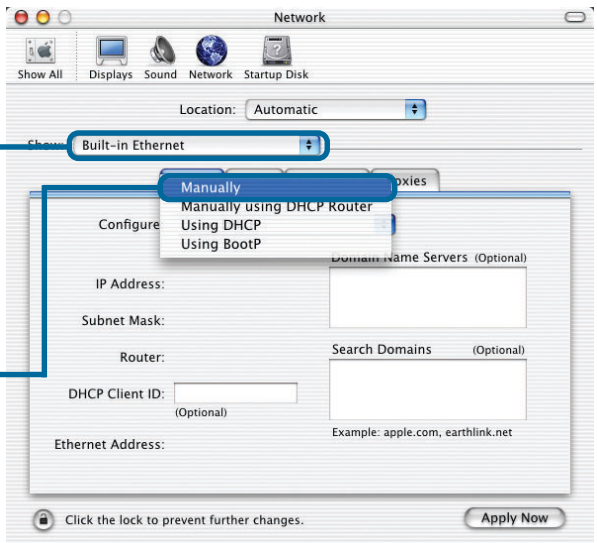 Network
Show All Displays Sound Network Startup Disk
Location: Automatic
Show: Built-in Ethernet
Proxies
Configure
Manually
Manually using DHCP Router
Using DHCP
Using BootP
Domain Name Servers (Optional)
IP Address:
Subnet Mask:
Router:
Search Domains (Optional)
DHCP Client ID:
(Optional)
Example: apple.com, earthlink.net
Ethernet Address:
Click the lock to prevent further changes.
Apply Now